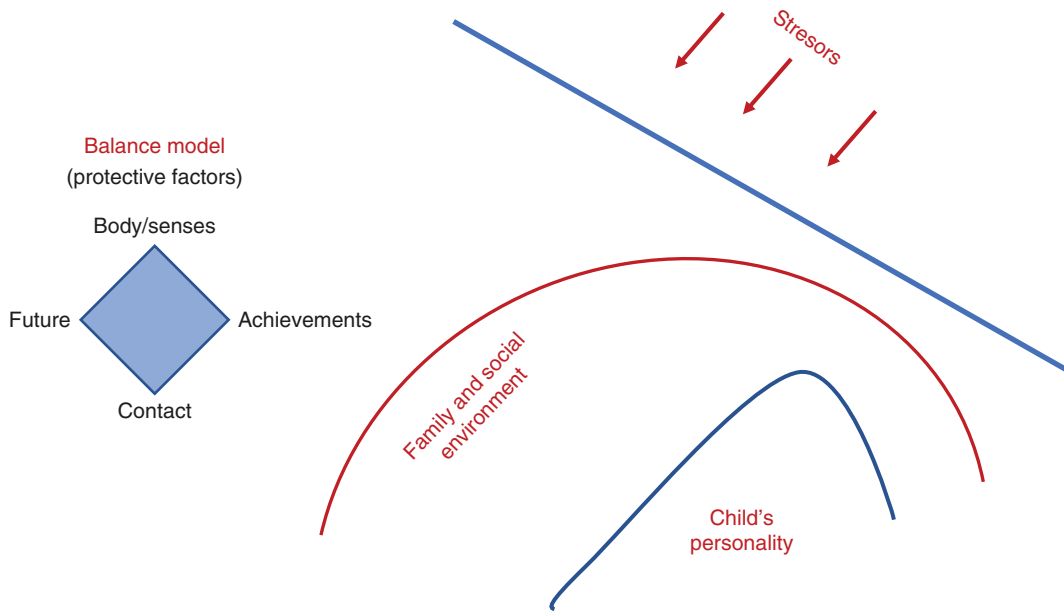 Stresors
Balance model
(protective factors)
Body/senses
Future
Achievements
Contact
Family and social
environment
Child's
personality